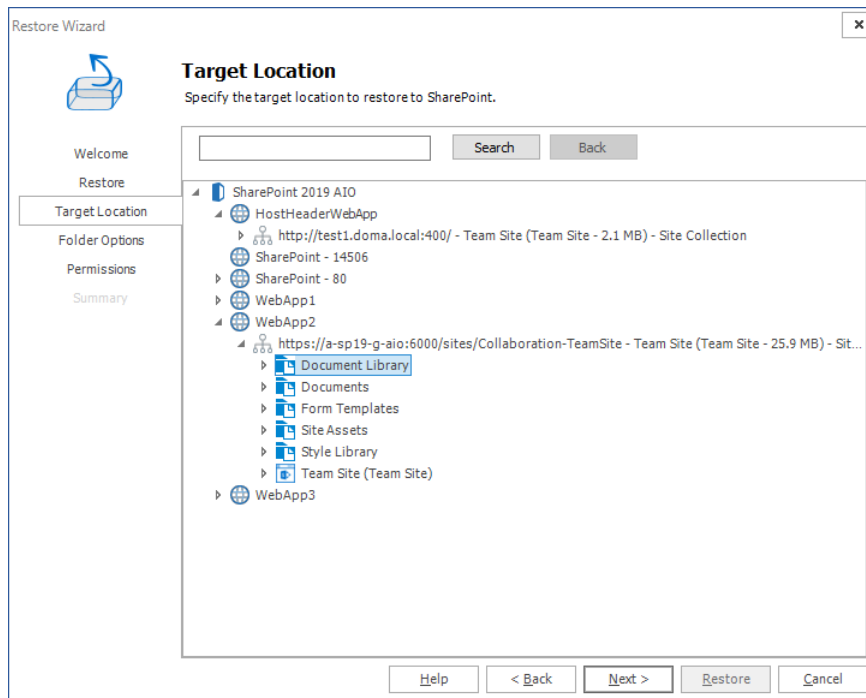 Restore Wizard
Target Location
Specify the target location to restore to SharePoint.
Welcome
Restore
Target Location
Folder Options
Permissions
Summary
Search
Back
SharePoint 2019 AIO
HostHeaderWebApp
http://test1.doma.local:400/ - Team Site (Team Site - 2.1 MB) - Site Collection
SharePoint - 14506
SharePoint - 80
WebApp1
WebApp2
https://a-sp19-g-aio:6000/sites/Collaboration-TeamSite - Team Site (Team Site - 25.9 MB) - Sit...
Document Library
Documents
Form Templates
Site Assets
Style Library
Team Site (Team Site)
WebApp3
Help
< Back
Next >
Restore
Cancel